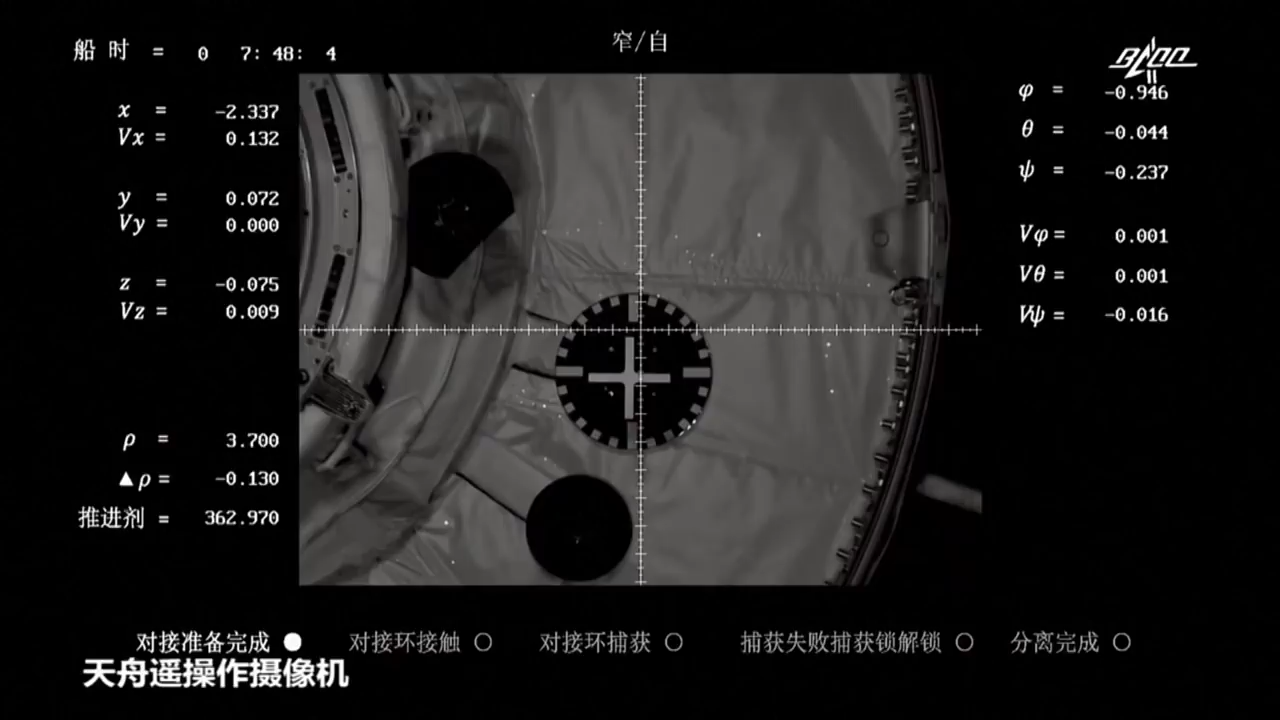 船时 = 0 7: 48: 4
窄/自
BACC
x = -2.337
Vx = 0.132
y = 0.072
Vy = 0.000
z = -0.075
Vz = 0.009
ρ = 3.700
▲ρ = -0.130
推进剂 = 362.970
φ = -0.946
θ = -0.044
ψ = -0.237
Vφ = 0.001
Vθ = 0.001
Vψ = -0.016
对接准备完成 ● 对接环接触 ○ 对接环捕获 ○ 捕获失败捕获锁解锁 ○ 分离完成 ○
天舟遥操作摄像机